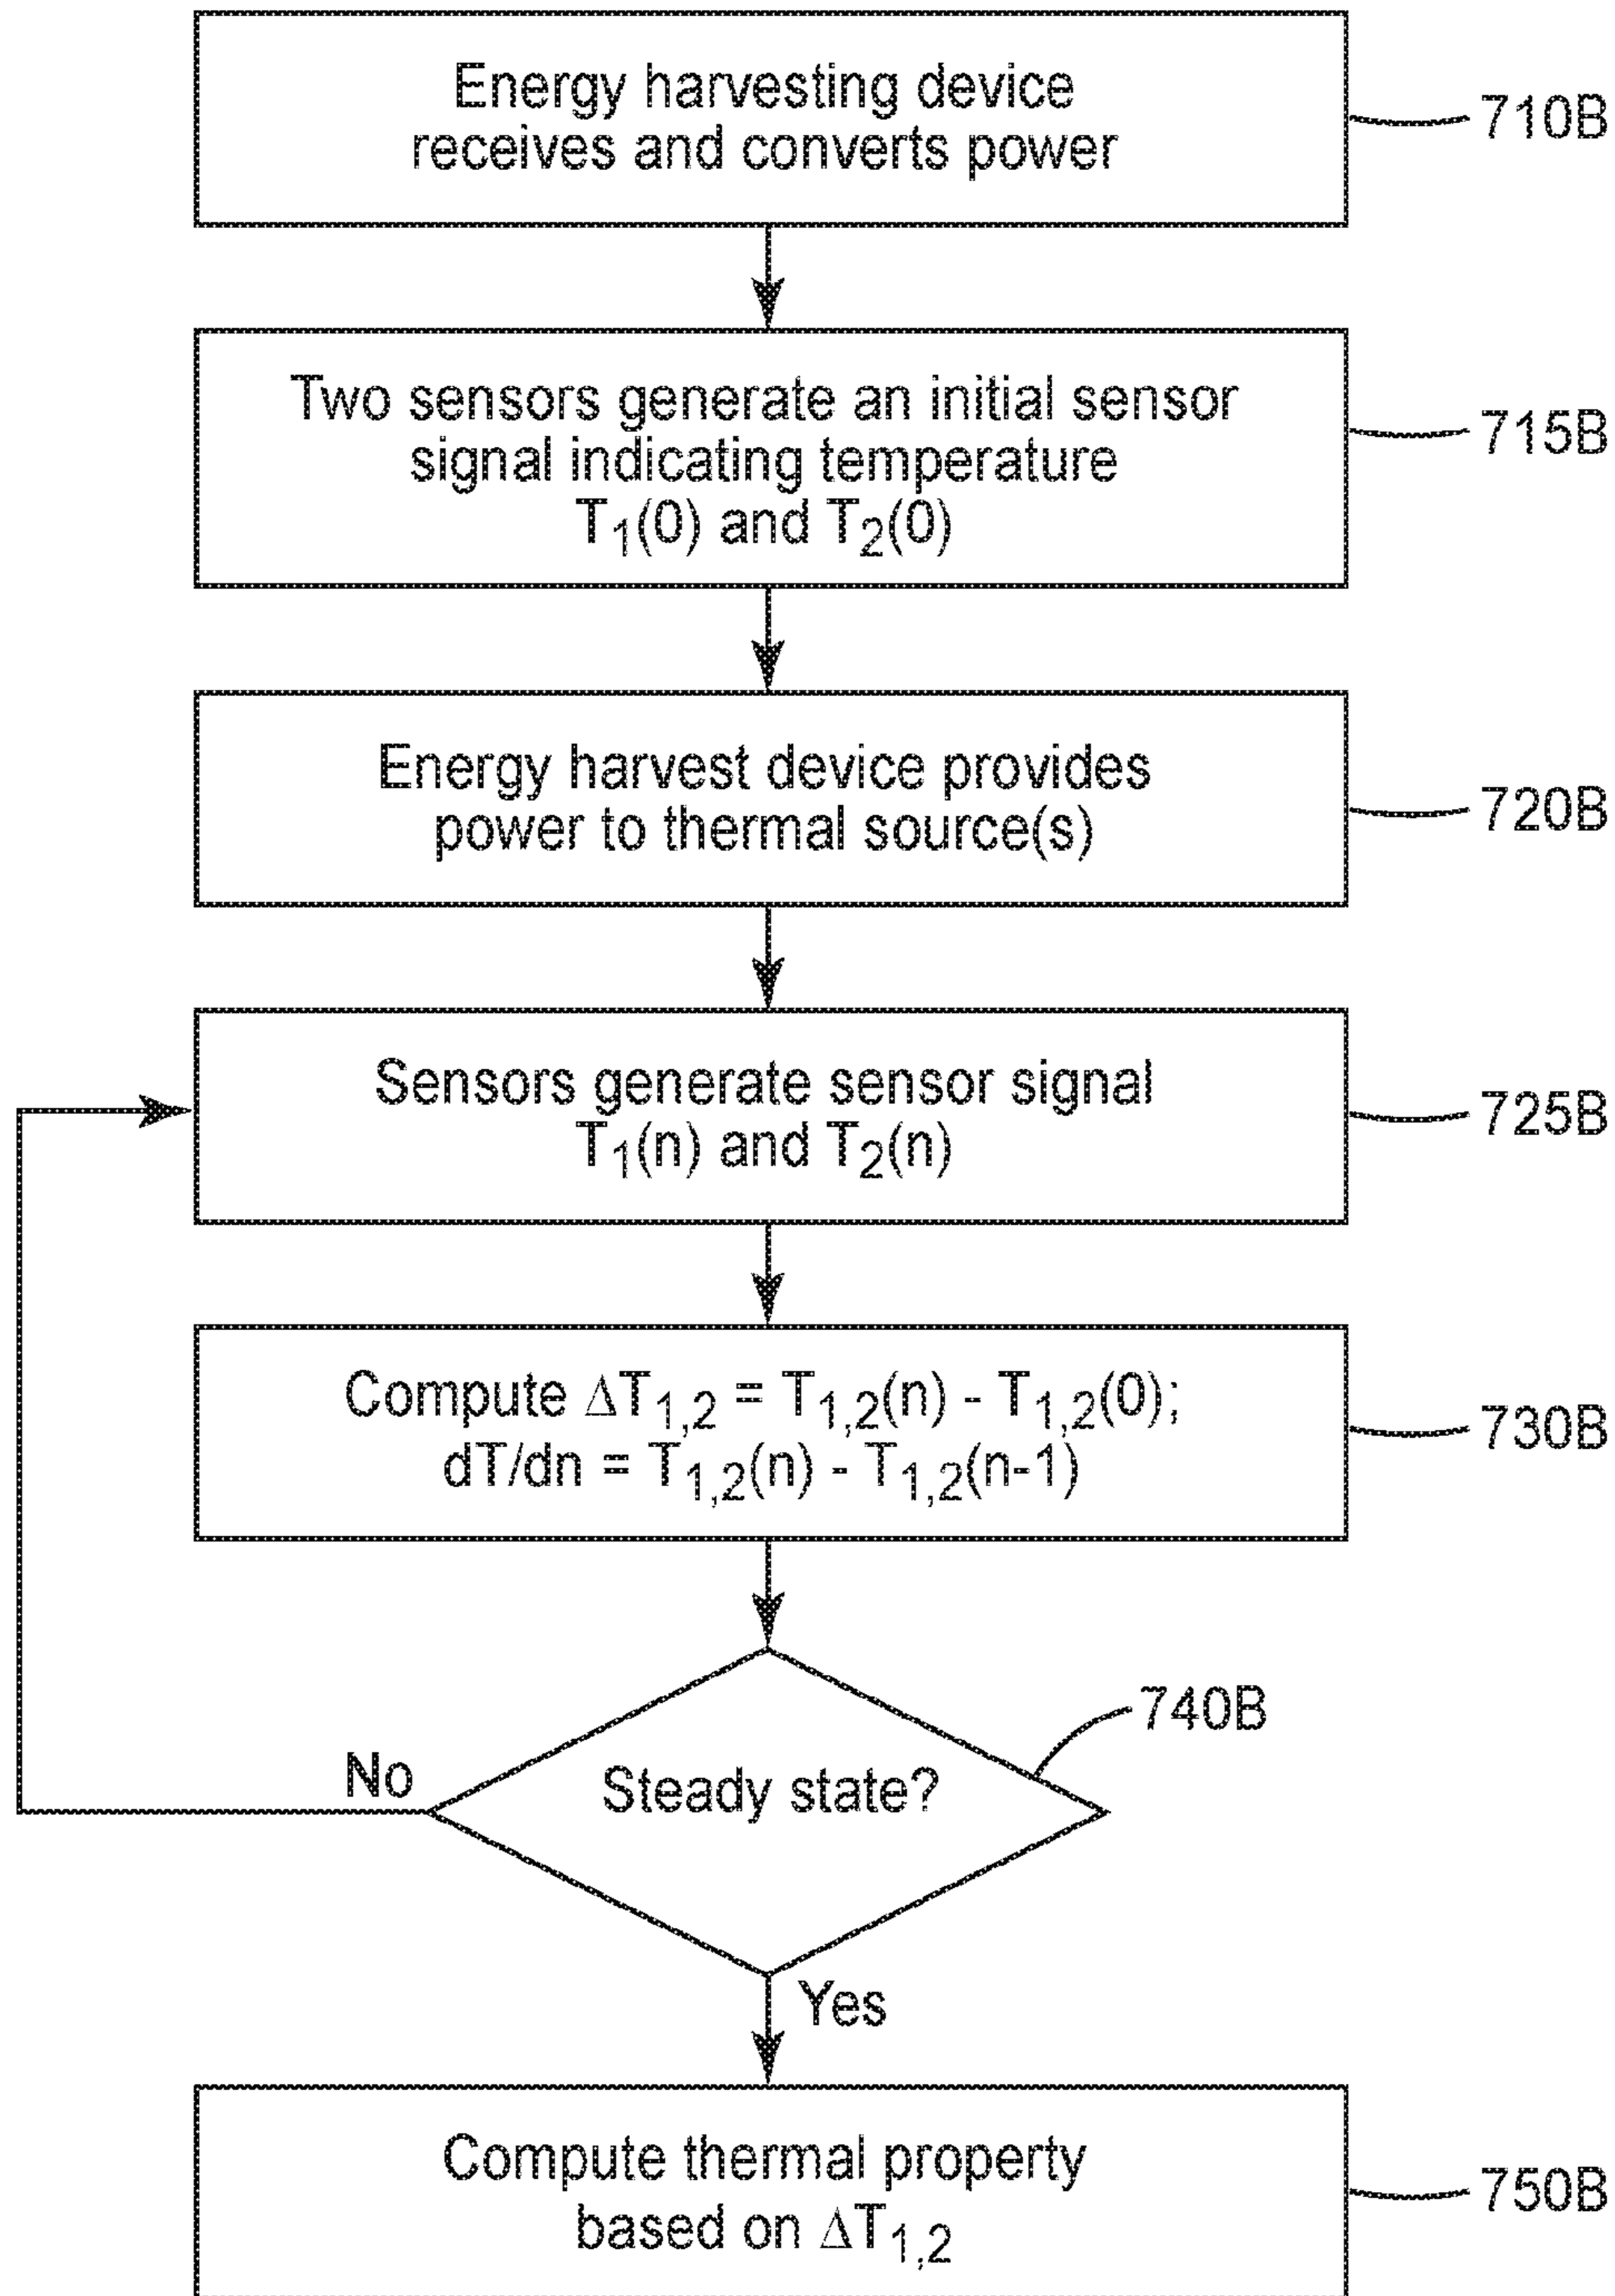 Energy harvesting device
receives and converts power
710B
Two sensors generate an initial sensor
signal indicating temperature
T₁(0) and T₂(0)
715B
Energy harvest device provides
power to thermal source(s)
720B
Sensors generate sensor signal
T₁(n) and T₂(n)
725B
Compute ΔT₁,₂ = T₁,₂(n) - T₁,₂(0);
dT/dn = T₁,₂(n) - T₁,₂(n-1)
730B
740B
No
Steady state?
Yes
Compute thermal property
based on ΔT₁,₂
750B